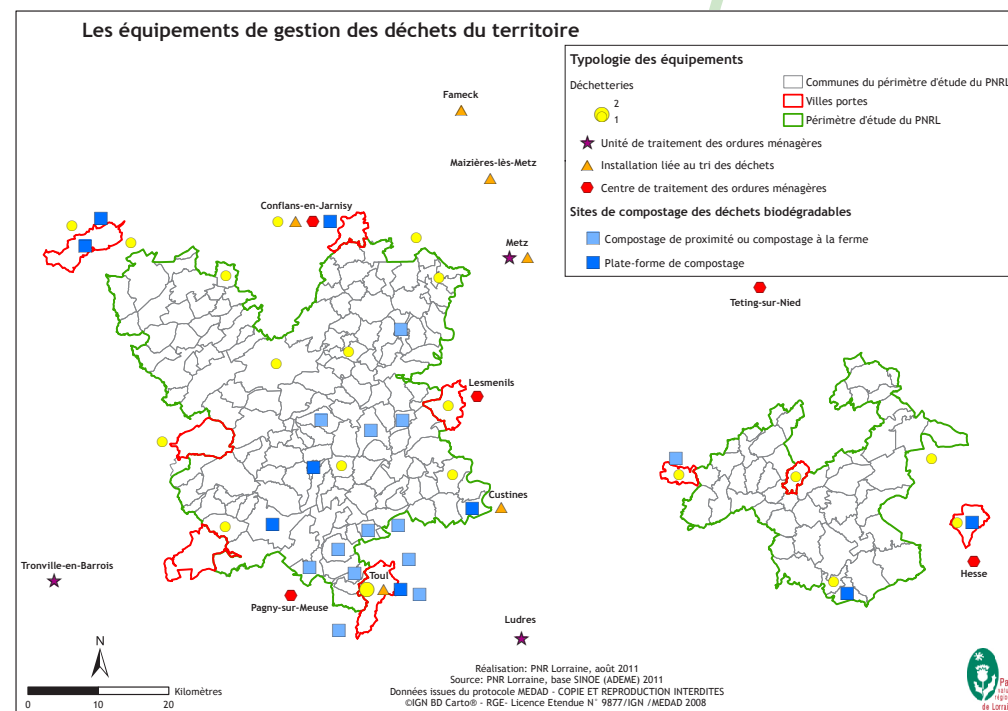 Les équipements de gestion des déchets du territoire
Typologie des équipements
Déchetteries
2
1
Communes du périmètre d'étude du PNRL
Villes portes
Périmètre d'étude du PNRL
Unité de traitement des ordures ménagères
Installation liée au tri des déchets
Centre de traitement des ordures ménagères
Sites de compostage des déchets biodégradables
Compostage de proximité ou compostage à la ferme
Plate-forme de compostage
Fameck
Maizières-lès-Metz
Conflans-en-Jarnisy
Metz
Teting-sur-Nied
Lesmenils
Custines
Tronville-en-Barrois
Toul
Pagny-sur-Meuse
Hesse
Ludres
N
Kilomètres
0 10 20
Réalisation: PNR Lorraine, août 2011
Source: PNR Lorraine, base SINOE (ADEME) 2011
Données issues du protocole MEDAD - COPIE ET REPRODUCTION INTERDITES
©IGN BD Carto® - RGE- Licence Etendue N° 9877/IGN /MEDAD 2008